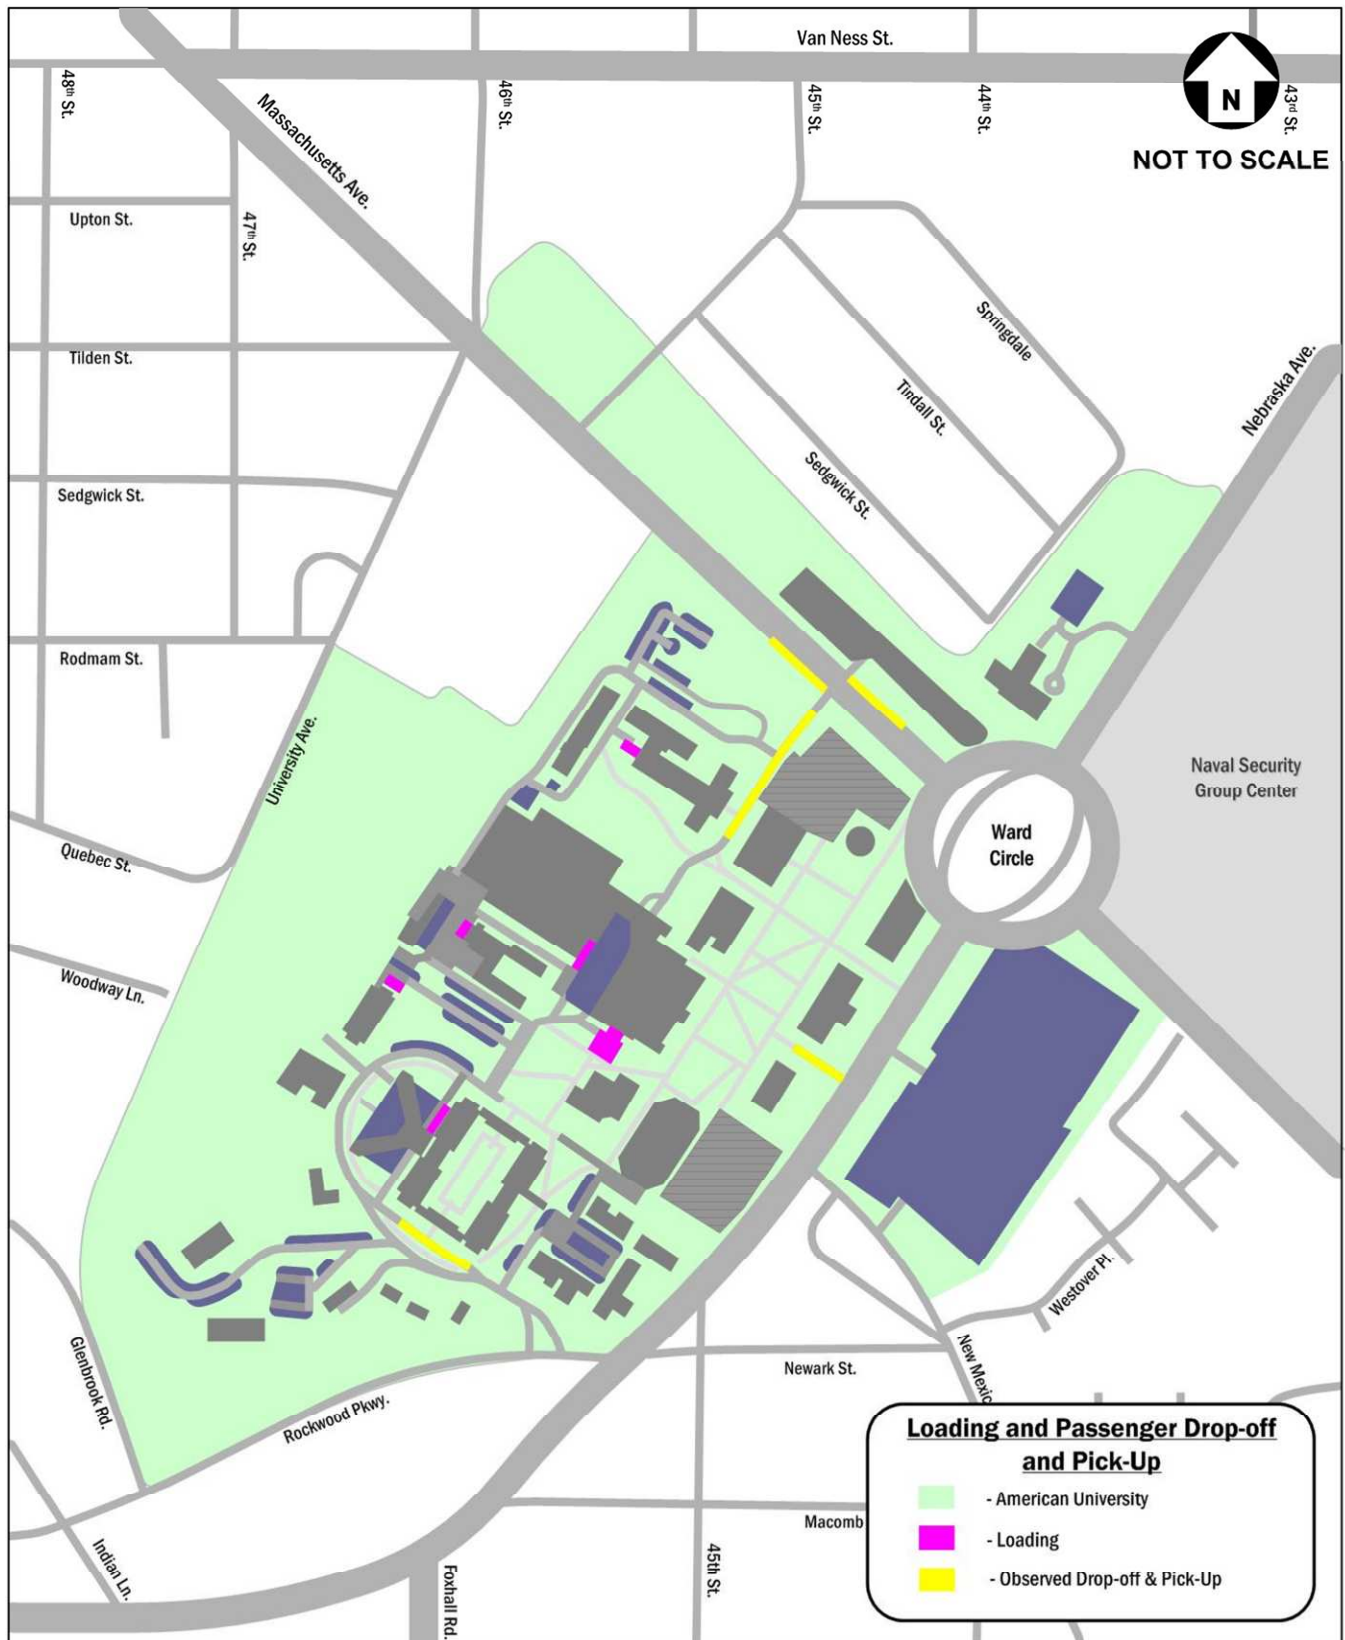 Van Ness St.
48th St.
Massachusetts Ave.
46th St.
45th St.
44th St.
N
43rd St.
NOT TO SCALE
Upton St.
47th St.
Tilden St.
Springdale
Nebraska Ave.
Tindall St.
Sedgwick St.
Sedgwick St.
Rodmam St.
University Ave.
Naval Security
Group Center
Ward
Circle
Quebec St.
Woodway Ln.
Westover Pl.
Glenbrook Rd.
Newark St.
New Mexic
Rockwood Pkwy.
Loading and Passenger Drop-off
and Pick-Up
- American University
- Loading
- Observed Drop-off & Pick-Up
Macomb
Indian Ln.
Foxhall Rd.
45th St.